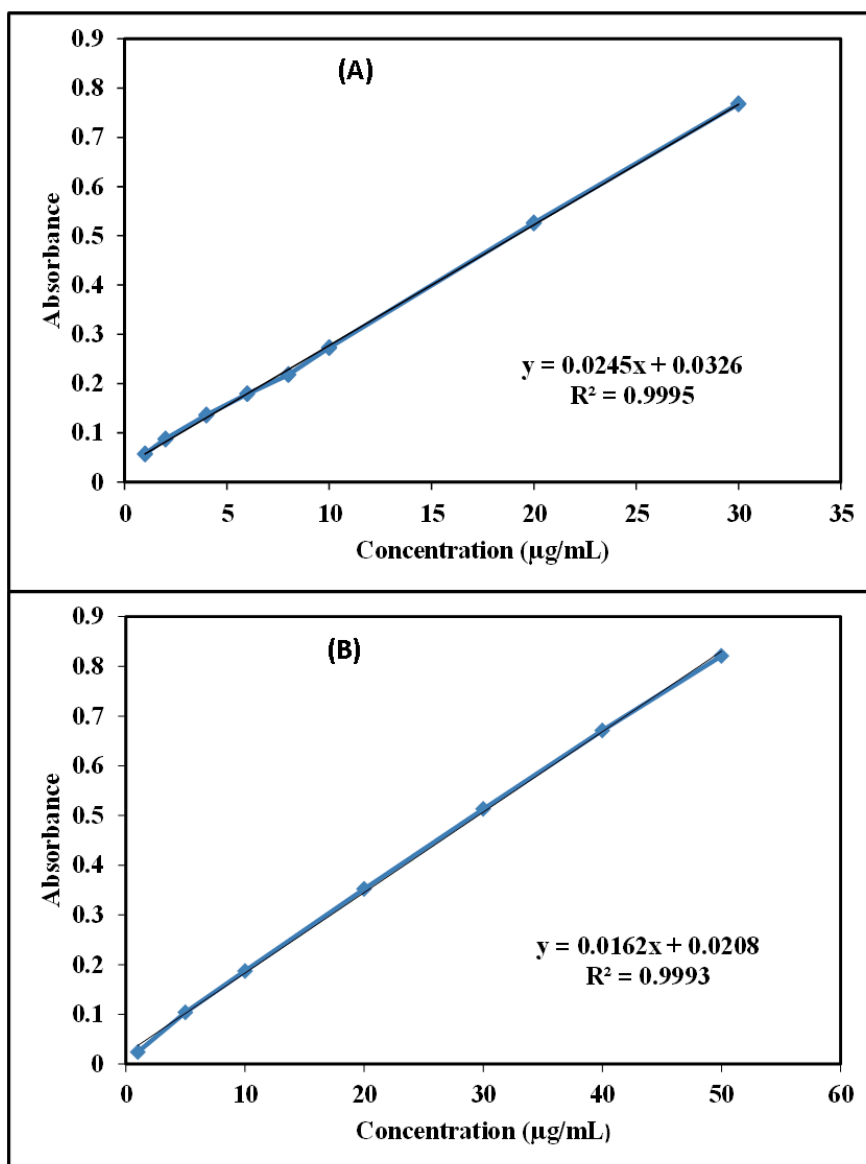 (A)
0.9
0.8
0.7
0.6
0.5
0.4
0.3
0.2
0.1
0
Absorbance
y = 0.0245x + 0.0326
R² = 0.9995
0 5 10 15 20 25 30 35
Concentration (µg/mL)
(B)
0.9
0.8
0.7
0.6
0.5
0.4
0.3
0.2
0.1
0
Absorbance
y = 0.0162x + 0.0208
R² = 0.9993
0 10 20 30 40 50 60
Concentration (µg/mL)